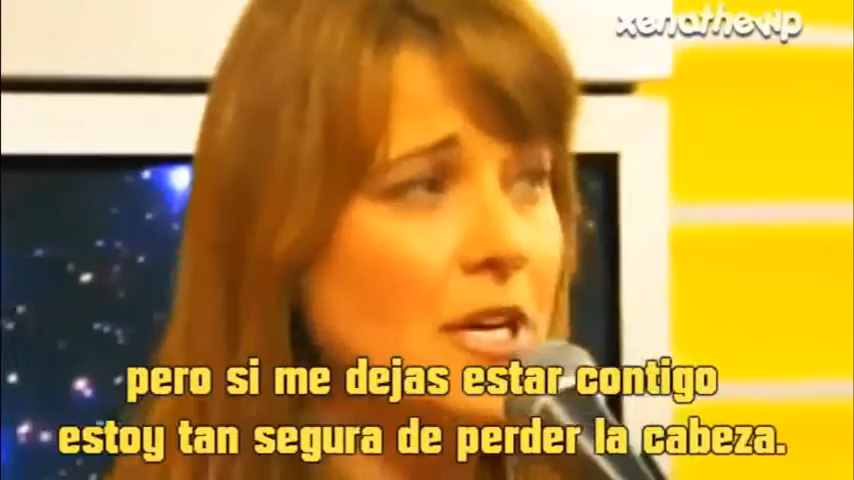 xenathewp
pero si me dejas estar contigo
estoy tan segura de perder la cabeza.